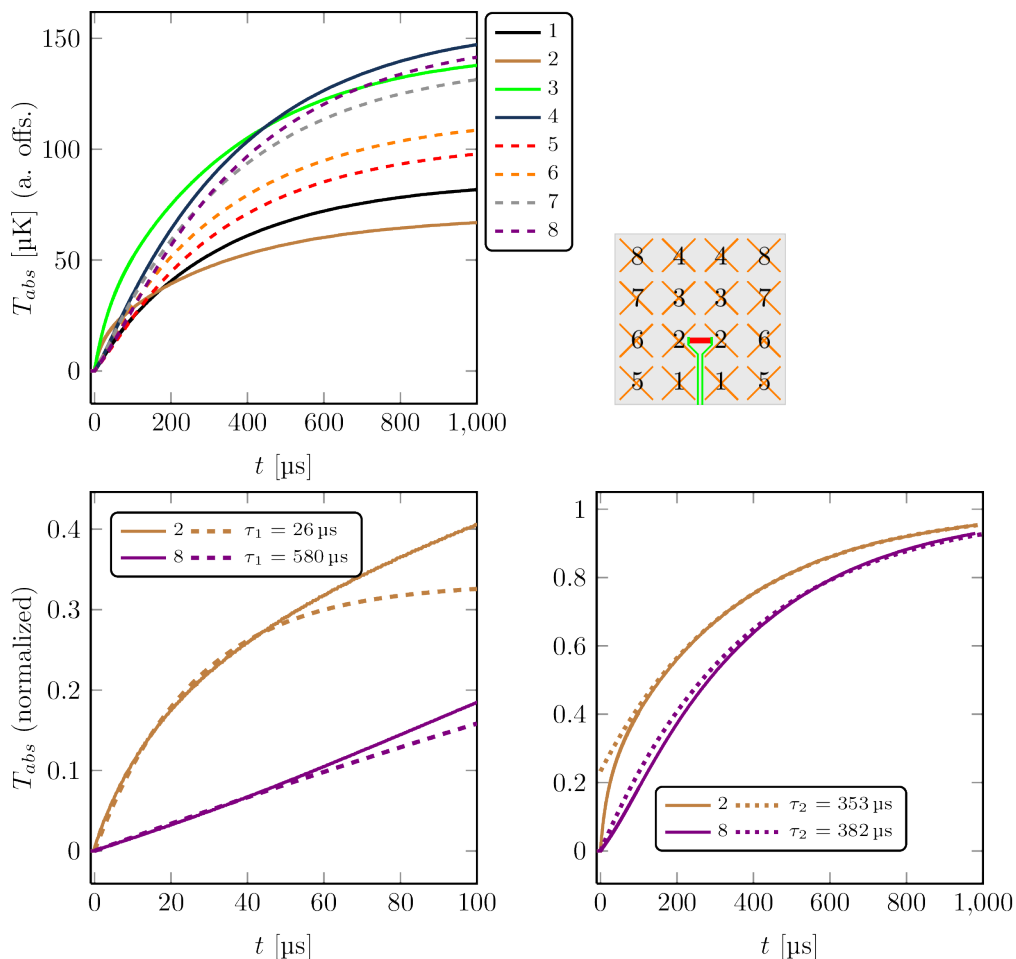 T_abs [µK] (a. offs.)
150
100
50
0
0 200 400 600 800 1,000
t [µs]
1
2
3
4
5
6
7
8
8 4 4 8
7 3 3 7
6 2 2 6
5 1 1 5
T_abs (normalized)
0.4
0.3
0.2
0.1
0
2 τ₁ = 26 µs
8 τ₁ = 580 µs
0 20 40 60 80 100
t [µs]
1
0.8
0.6
0.4
0.2
0
2 τ₂ = 353 µs
8 τ₂ = 382 µs
0 200 400 600 800 1,000
t [µs]